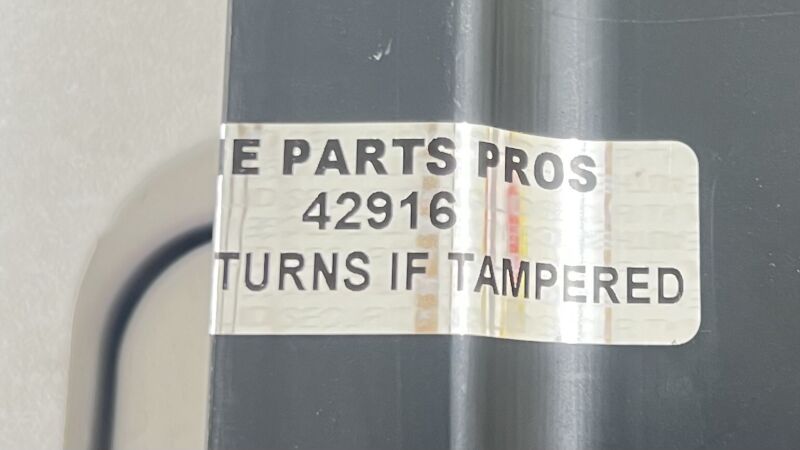 E PARTS PROS
42916
TURNS IF TAMPERED